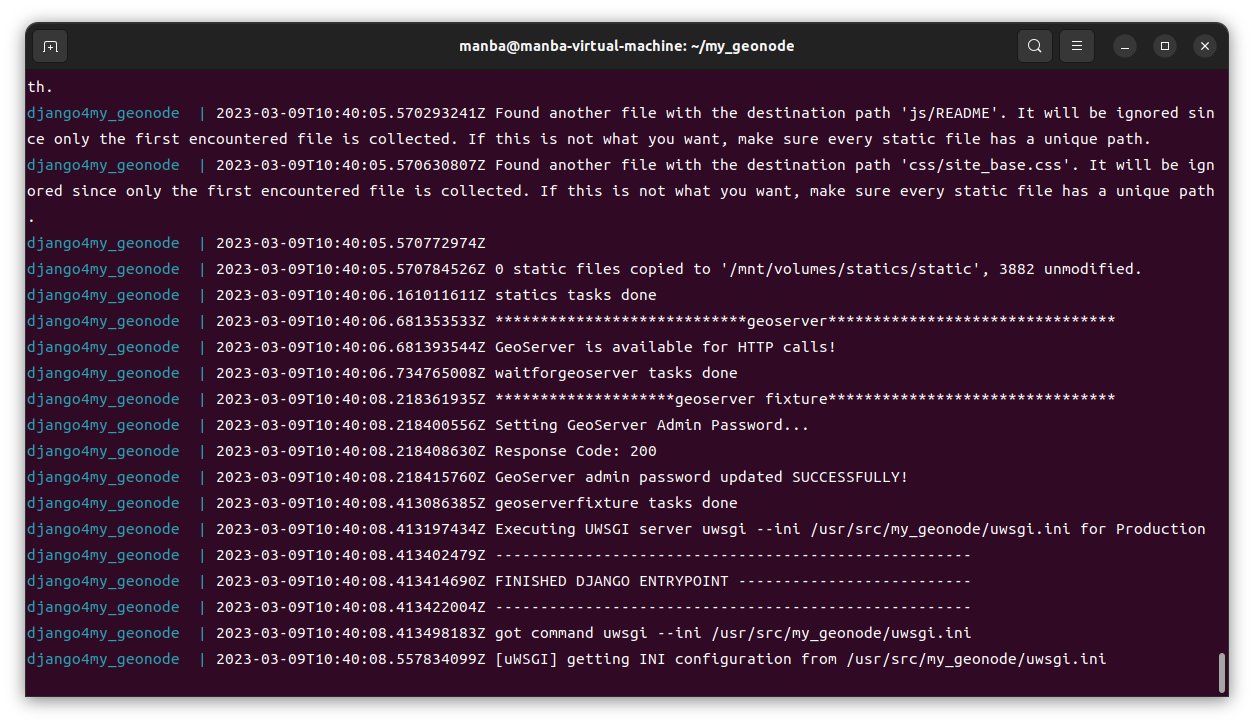 manba@manba-virtual-machine: ~/my_geonode
th.
django4my_geonode  | 2023-03-09T10:40:05.570293241Z Found another file with the destination path 'js/README'. It will be ignored sin
ce only the first encountered file is collected. If this is not what you want, make sure every static file has a unique path.
django4my_geonode  | 2023-03-09T10:40:05.570630807Z Found another file with the destination path 'css/site_base.css'. It will be ign
ored since only the first encountered file is collected. If this is not what you want, make sure every static file has a unique path
.
django4my_geonode  | 2023-03-09T10:40:05.570772974Z
django4my_geonode  | 2023-03-09T10:40:05.570784526Z 0 static files copied to '/mnt/volumes/statics/static', 3882 unmodified.
django4my_geonode  | 2023-03-09T10:40:06.161011611Z statics tasks done
django4my_geonode  | 2023-03-09T10:40:06.681353533Z ****************************geoserver********************************
django4my_geonode  | 2023-03-09T10:40:06.681393544Z GeoServer is available for HTTP calls!
django4my_geonode  | 2023-03-09T10:40:06.734765008Z waitforgeoserver tasks done
django4my_geonode  | 2023-03-09T10:40:08.218361935Z ********************geoserver fixture********************************
django4my_geonode  | 2023-03-09T10:40:08.218400556Z Setting GeoServer Admin Password...
django4my_geonode  | 2023-03-09T10:40:08.218408630Z Response Code: 200
django4my_geonode  | 2023-03-09T10:40:08.218415760Z GeoServer admin password updated SUCCESSFULLY!
django4my_geonode  | 2023-03-09T10:40:08.413086385Z geoserverfixture tasks done
django4my_geonode  | 2023-03-09T10:40:08.413197434Z Executing UWSGI server uwsgi --ini /usr/src/my_geonode/uwsgi.ini for Production
django4my_geonode  | 2023-03-09T10:40:08.413402479Z -----------------------------------------------------
django4my_geonode  | 2023-03-09T10:40:08.413414690Z FINISHED DJANGO ENTRYPOINT --------------------------
django4my_geonode  | 2023-03-09T10:40:08.413422004Z -----------------------------------------------------
django4my_geonode  | 2023-03-09T10:40:08.413498183Z got command uwsgi --ini /usr/src/my_geonode/uwsgi.ini
django4my_geonode  | 2023-03-09T10:40:08.557834099Z [uWSGI] getting INI configuration from /usr/src/my_geonode/uwsgi.ini